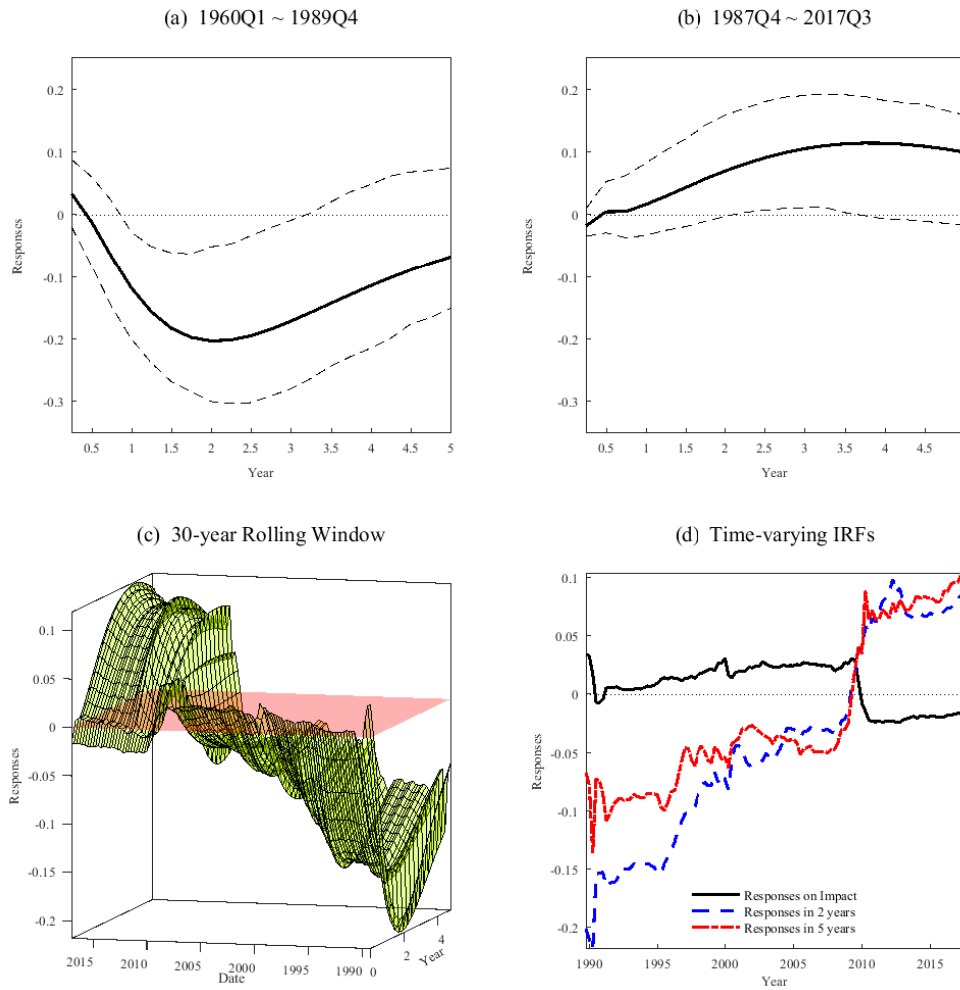 (a) 1960Q1 ~ 1989Q4
0.2
0.1
0
-0.1
-0.2
-0.3
Responses
0.5 1 1.5 2 2.5 3 3.5 4 4.5 5
Year
(b) 1987Q4 ~ 2017Q3
0.2
0.1
0
-0.1
-0.2
-0.3
Responses
0.5 1 1.5 2 2.5 3 3.5 4 4.5
Year
(c) 30-year Rolling Window
0.1
0.05
0
-0.05
-0.1
-0.15
-0.2
Responses
2015 2010 2005 2000 1995 1990
Date
0 2 4
Year
(d) Time-varying IRFs
0.1
0.05
0
-0.05
-0.1
-0.15
-0.2
Responses
Responses on Impact
Responses in 2 years
Responses in 5 years
1990 1995 2000 2005 2010 2015
Year